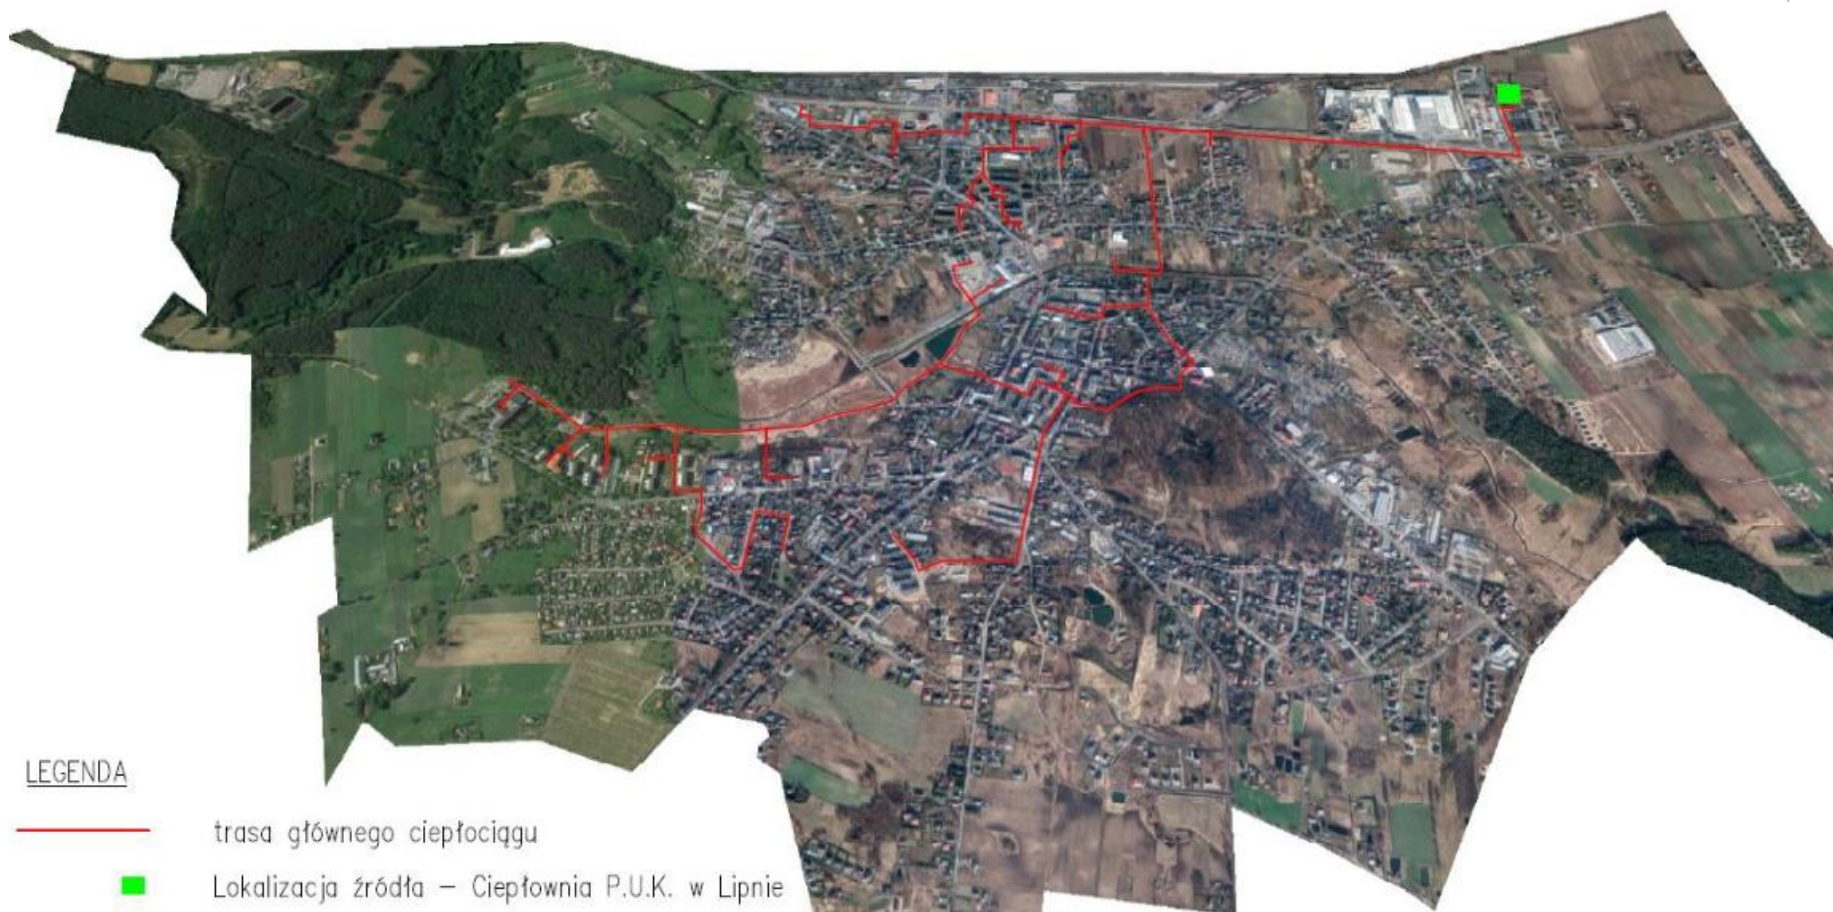 LEGENDA
trasa głównego ciepłociągu
Lokalizacja źródła – Ciepłownia P.U.K. w Lipnie